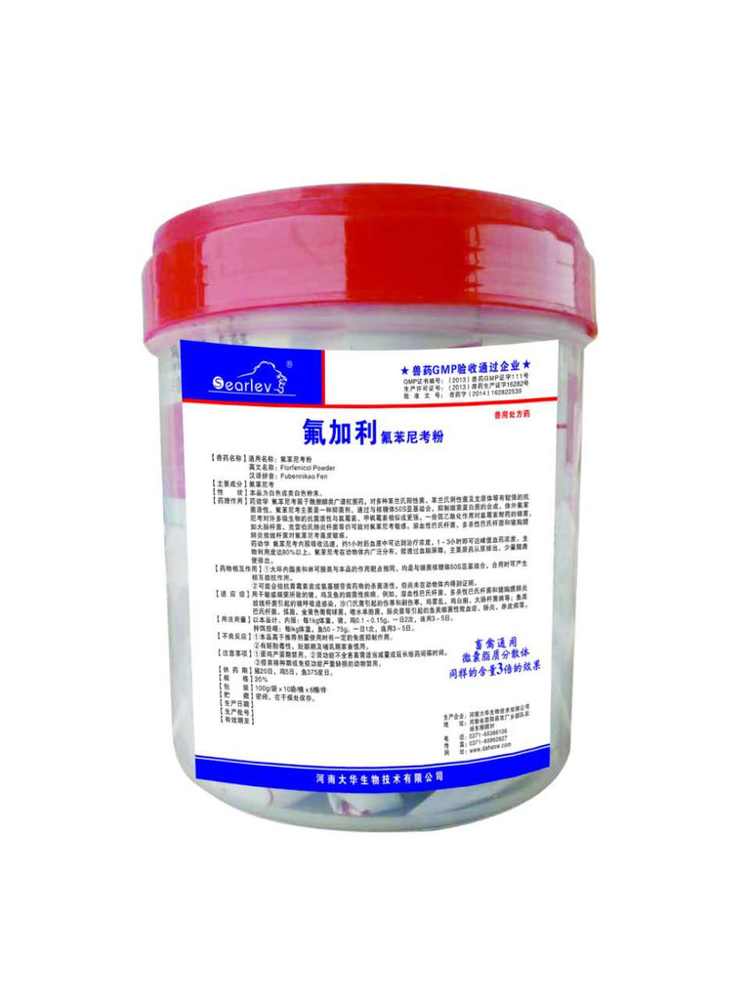 Searlev ®
★兽药GMP验收通过企业★
GMP证书编号:(2013)兽药GMP证字111号
生产许可证号:(2013)兽药生产证字16282号
批 准 文 号:兽药字(2014)162822539
兽用处方药
氟加利 氟苯尼考粉
【兽药名称】通用名称:氟苯尼考粉
英文名称:Florfenicol Powder
汉语拼音:Fubennikao Fen
【主要成分】氟苯尼考
【性 状】本品为白色或类白色粉末。
【药理作用】药效学 氟苯尼考属于酰胺醇类广谱抗菌药,对多种革兰氏阳性菌、革兰氏阴性菌及支原体等有较强的抗
菌活性。氟苯尼考主要是一种抑菌剂,通过与核糖体50S亚基结合,抑制细菌蛋白质的合成。体外氟苯
尼考对许多微生物的抗菌活性与氯霉素、甲砜霉素相似或更强,一些因乙酰化作用对氯霉素耐药的细菌,
如大肠杆菌、克雷伯氏肺炎杆菌等仍可能对氟苯尼考敏感。溶血性巴氏杆菌、多杀性巴氏杆菌和猪胸膜
肺炎放线杆菌对氟苯尼考高度敏感。
药动学 氟苯尼考内服吸收迅速,约1小时后血液中可达到治疗浓度,1~3小时即可达峰值血药浓度。生
物利用度达80%以上。氟苯尼考在动物体内广泛分布,能透过血脑屏障。主要原药从尿排出,少量随粪
便排出。
【药物相互作用】①大环内酯类和林可胺类与本品的作用靶点相同,均是与细菌核糖体50S亚基结合,合用时可产生
相互拮抗作用。
②可能会拮抗青霉素类或氨基糖苷类药物的杀菌活性,但尚未在动物体内得到证明。
【适 应 症】用于敏感细菌所致的猪、鸡及鱼的细菌性疾病,例如,溶血性巴氏杆菌、多杀性巴氏杆菌和猪胸膜肺炎
放线杆菌引起的猪呼吸道感染,沙门氏菌引起的伤寒和副伤寒,鸡霍乱、鸡白痢、大肠杆菌病等;鱼类
巴氏杆菌、弧菌、金黄色葡萄球菌、嗜水单胞菌、肠炎菌等引起的鱼类细菌性败血症、肠炎、赤皮病等。
【用法用量】以本品计。内服:每1kg体重,猪、鸡0.1~0.15g。一日2次,连用3~5日。
拌饵投喂:每kg体重,鱼50~75g。一日1次,连用3~5日。
【不良反应】①本品高于推荐剂量使用时有一定的免疫抑制作用。
②有胚胎毒性,妊娠期及哺乳期家畜慎用。
【注意事项】①蛋鸡产蛋期禁用。②肾功能不全患畜需适当减量或延长给药间隔时间。
③疫苗接种期或免疫功能严重缺损的动物禁用。
【休 药 期】猪20日,鸡5日,鱼375度日。
【规 格】20%
【包 装】100g/袋×10袋/桶×6桶/件
【贮 藏】密闭,在干燥处保存。
【生产日期】
【生产批号】
【有效期至】
畜禽通用
微囊脂质分散体
同样的含量3倍的效果
生产企业:河南大华生物技术有限公司
电 话:0371-65386106
传 真:0371-65862627
网 址:www.dahasw.com
河南大华生物技术有限公司